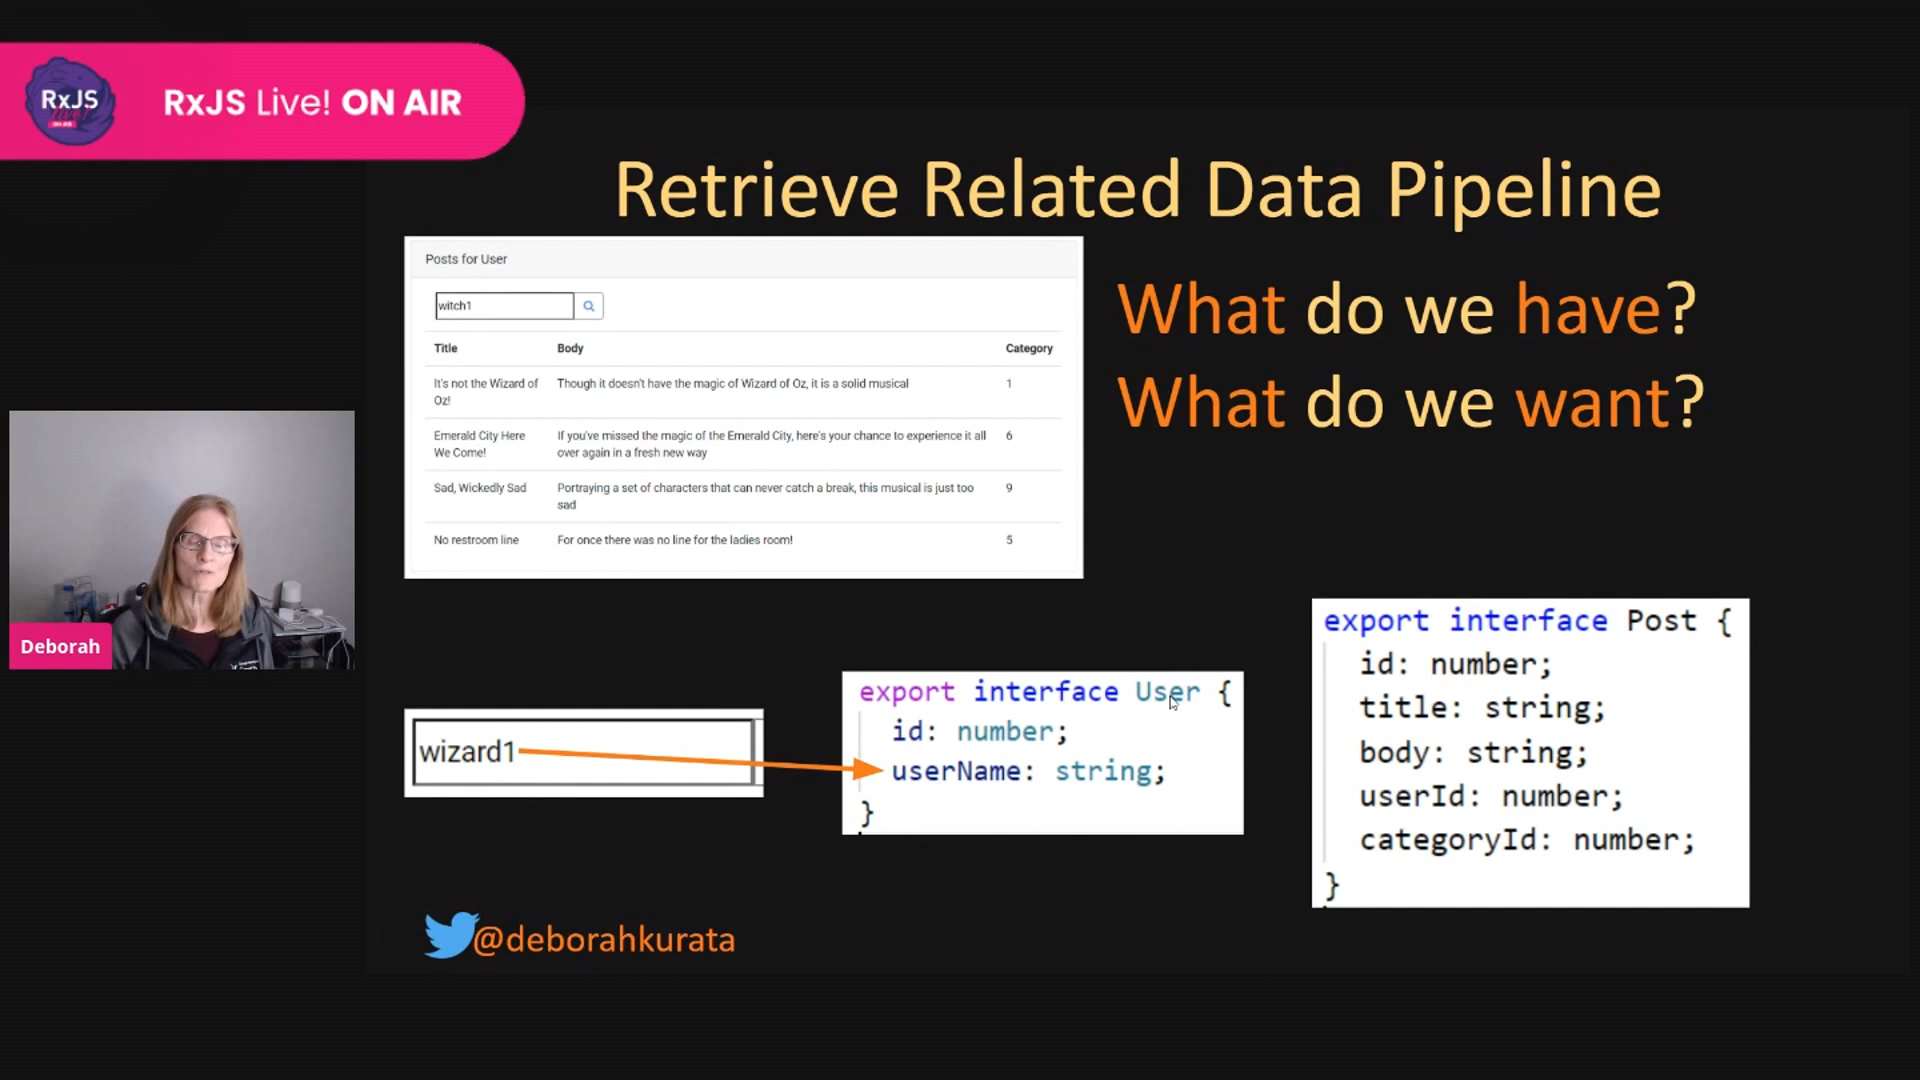 RxJS
RxJS Live! ON AIR
Retrieve Related Data Pipeline
Posts for User
witch1
Title Body Category
It's not the Wizard of Though it doesn't have the magic of Wizard of Oz, it is a solid musical 1
Oz!
Emerald City Here If you've missed the magic of the Emerald City, here's your chance to experience it all 6
We Come! over again in a fresh new way
Sad, Wickedly Sad Portraying a set of characters that can never catch a break, this musical is just too 9
sad
No restroom line For once there was no line for the ladies room! 5
What do we have?
What do we want?
Deborah
wizard1
export interface User {
id: number;
userName: string;
}
export interface Post {
id: number;
title: string;
body: string;
userId: number;
categoryId: number;
}
@deborahkurata